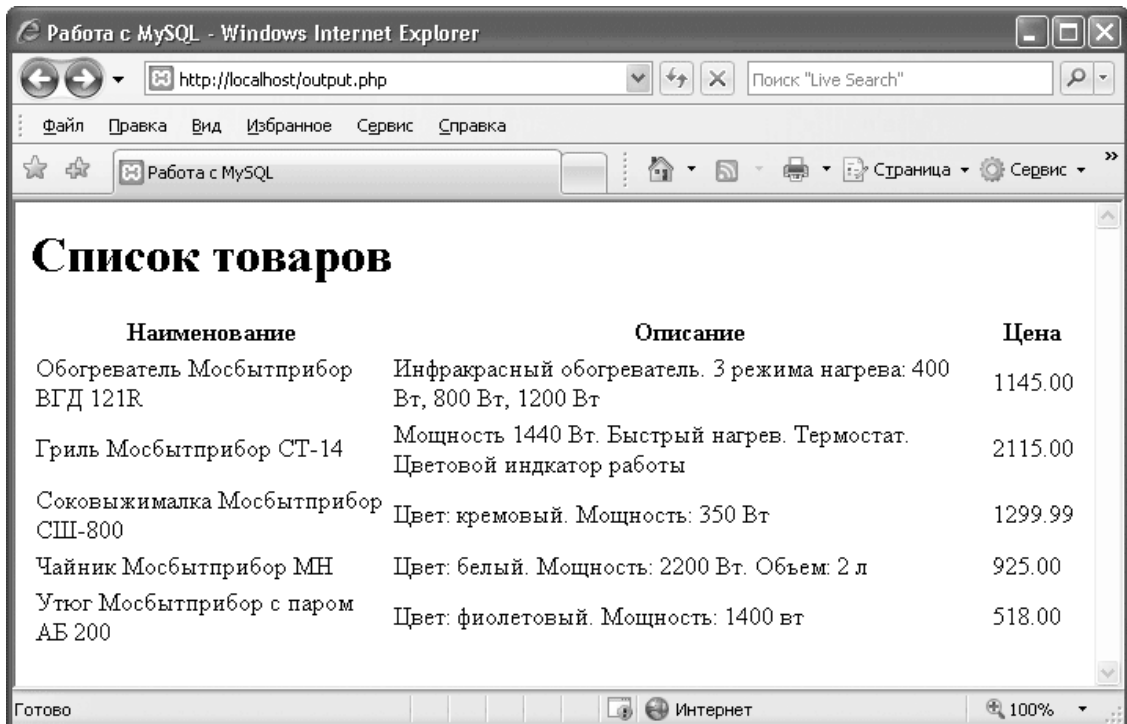 Работа с MySQL - Windows Internet Explorer
http://localhost/output.php
Поиск "Live Search"
Файл Правка Вид Избранное Сервис Справка
Работа с MySQL
Страница Сервис »
Список товаров
Наименование Описание Цена
Обогреватель Мосбытприбор Инфракрасный обогреватель. 3 режима нагрева: 400 1145.00
ВГД 121R Вт, 800 Вт, 1200 Вт
Гриль Мосбытприбор СТ-14 Мощность 1440 Вт. Быстрый нагрев. Термостат. 2115.00
Цветовой индкатор работы
Соковыжималка Мосбытприбор Цвет: кремовый. Мощность: 350 Вт 1299.99
СШ-800
Чайник Мосбытприбор МН Цвет: белый. Мощность: 2200 Вт. Объем: 2 л 925.00
Утюг Мосбытприбор с паром Цвет: фиолетовый. Мощность: 1400 вт 518.00
АБ 200
Готово Интернет 100%